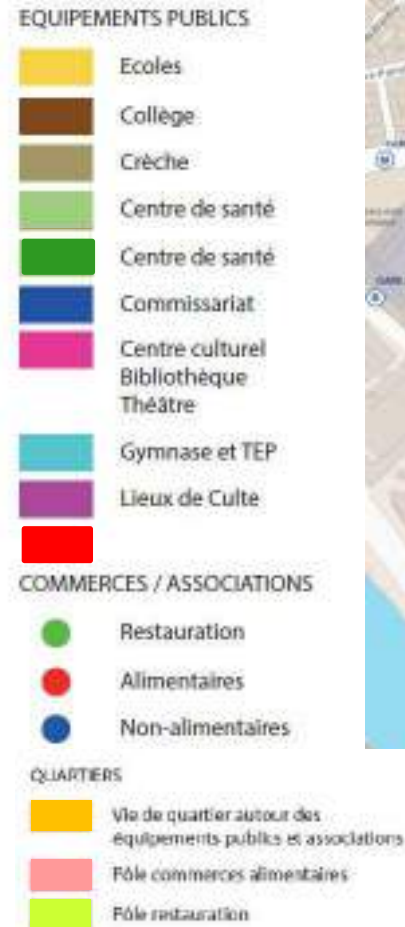 EQUIPEMENTS PUBLICS
Ecoles
Collège
Crèche
Centre de santé
Centre de santé
Commissariat
Centre culturel
Bibliothèque
Théâtre
Gymnase et TEP
Lieux de Culte
COMMERCES / ASSOCIATIONS
Restauration
Alimentaires
Non-alimentaires
QUARTIERS
Vie de quartier autour des
équipements publics et associations
Pôle commerces alimentaires
Pôle restauration